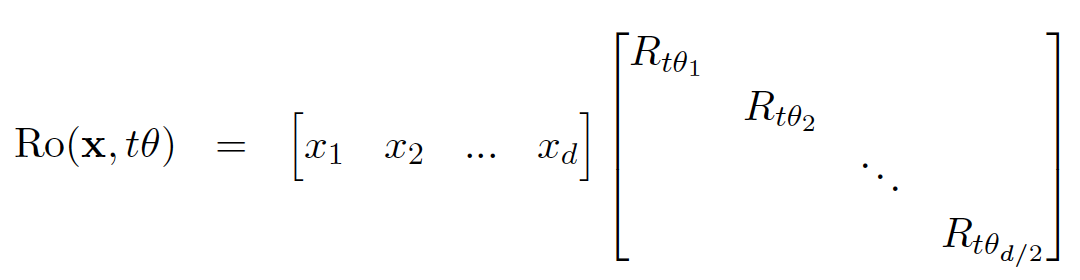 Ro(𝐱, tθ) = [x₁ x₂ ... x_d] [R_{tθ₁} R_{tθ₂} ⋱ R_{tθ_{d/2}}]